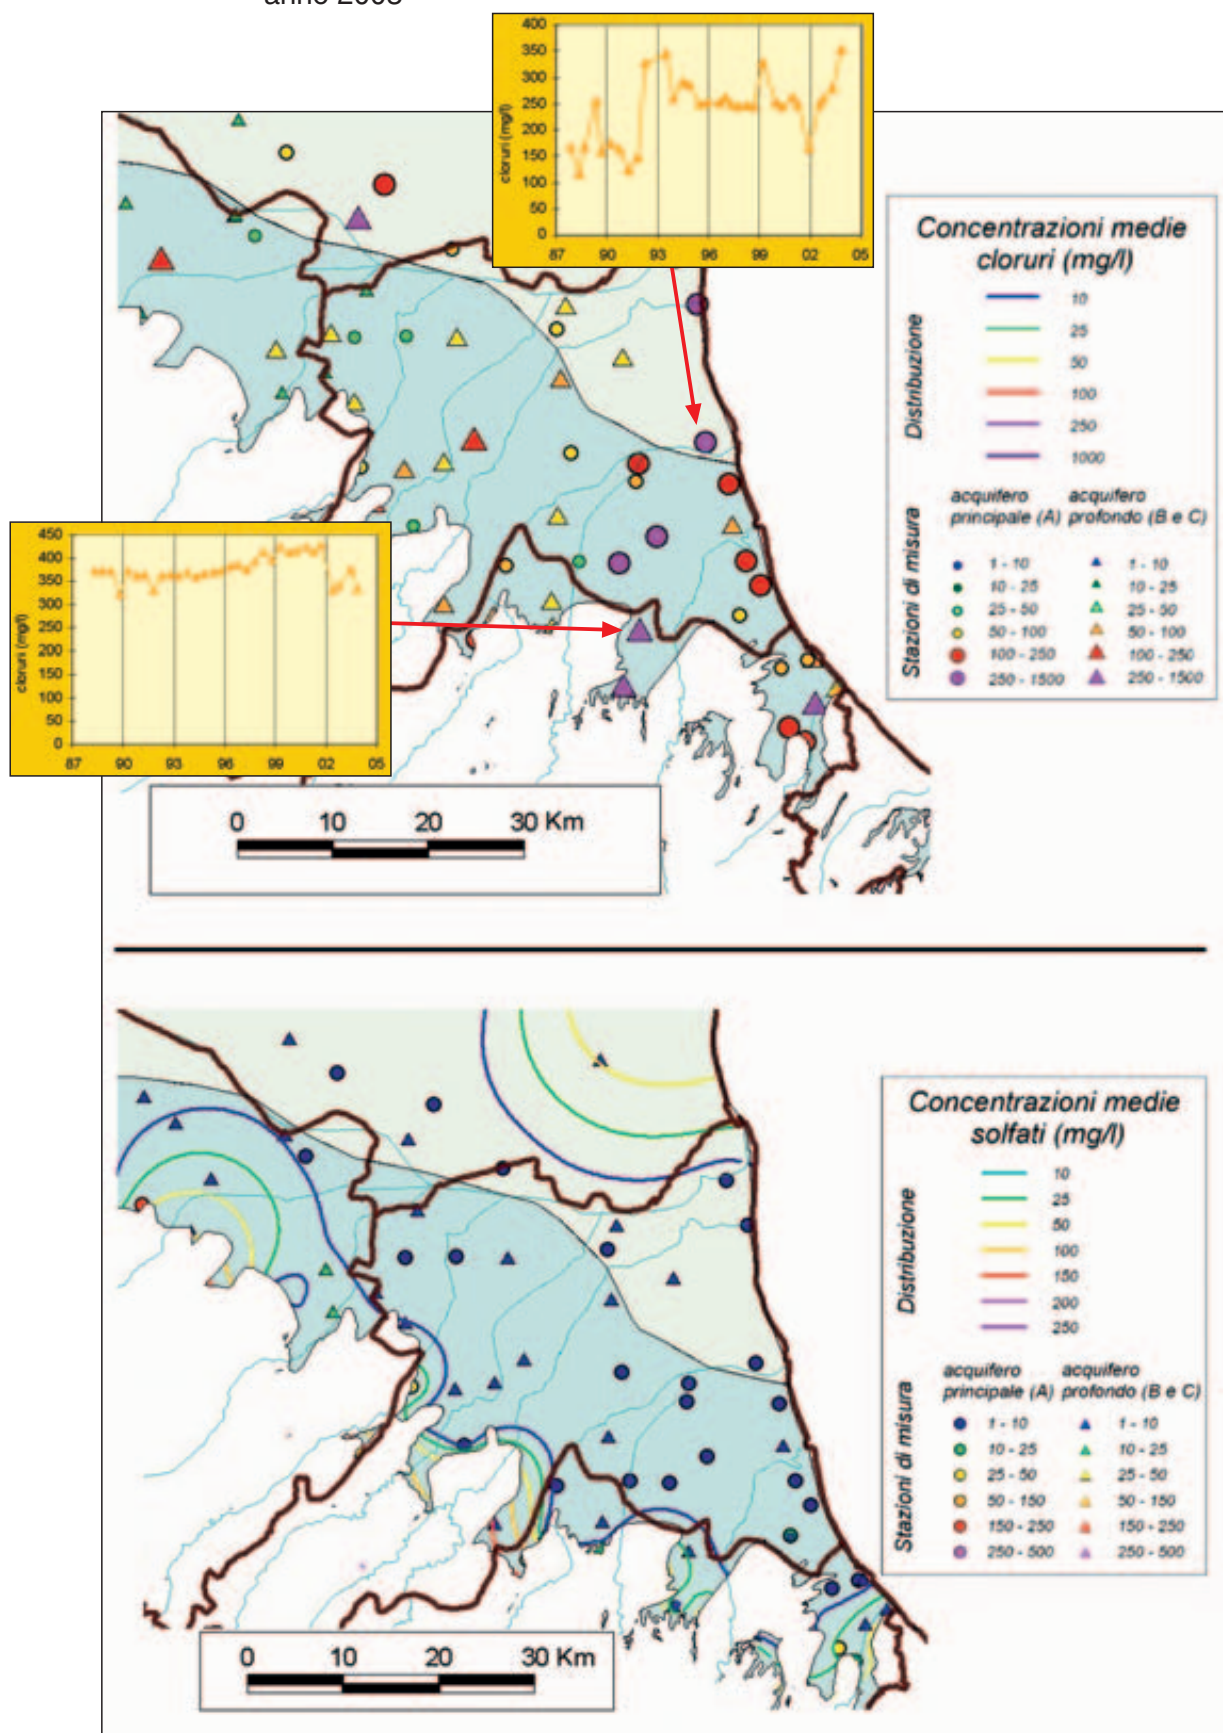 400
350
300
250
200
150
100
50
0
cloruri (mg/l)
87 90 93 96 99 02 05
Concentrazioni medie
cloruri (mg/l)
Distribuzione
10
25
50
100
250
1000
Stazioni di misura
acquifero acquifero
principale (A) profondo (B e C)
1 - 10 1 - 10
10 - 25 10 - 25
25 - 50 25 - 50
50 - 100 50 - 100
100 - 250 100 - 250
250 - 1500 250 - 1500
450
400
350
300
250
200
150
100
50
0
cloruri (mg/l)
87 90 93 96 99 02 05
0 10 20 30 Km
Concentrazioni medie
solfati (mg/l)
Distribuzione
10
25
50
100
150
200
250
Stazioni di misura
acquifero acquifero
principale (A) profondo (B e C)
1 - 10 1 - 10
10 - 25 10 - 25
25 - 50 25 - 50
50 - 150 50 - 150
150 - 250 150 - 250
250 - 500 250 - 500
0 10 20 30 Km